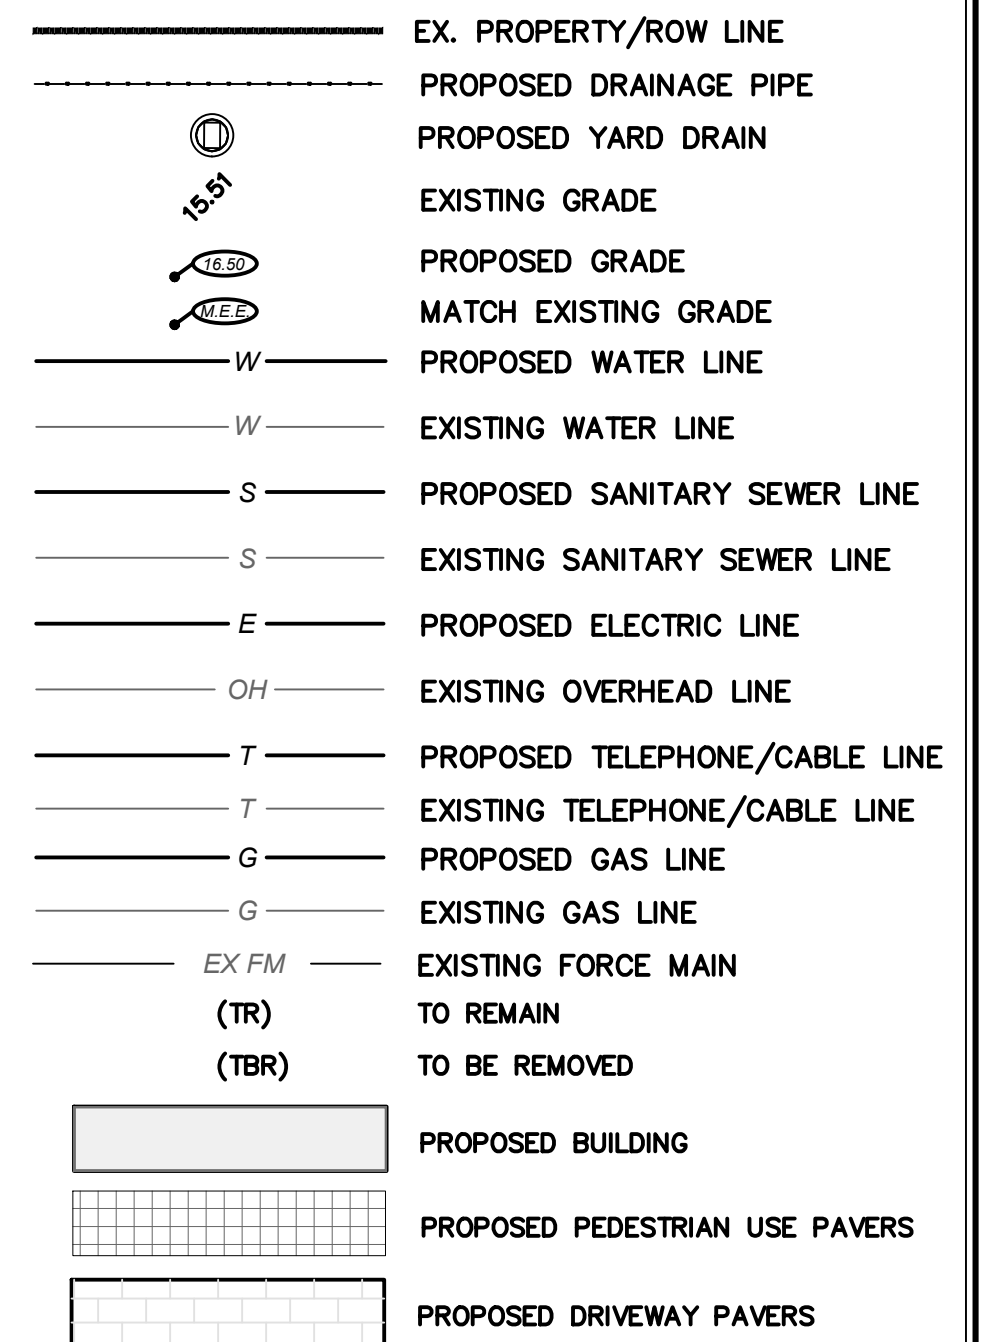 EX. PROPERTY/ROW LINE
PROPOSED DRAINAGE PIPE
PROPOSED YARD DRAIN
15.51 EXISTING GRADE
16.50 PROPOSED GRADE
M.E.E. MATCH EXISTING GRADE
W PROPOSED WATER LINE
W EXISTING WATER LINE
S PROPOSED SANITARY SEWER LINE
S EXISTING SANITARY SEWER LINE
E PROPOSED ELECTRIC LINE
OH EXISTING OVERHEAD LINE
T PROPOSED TELEPHONE/CABLE LINE
T EXISTING TELEPHONE/CABLE LINE
G PROPOSED GAS LINE
G EXISTING GAS LINE
EX FM EXISTING FORCE MAIN
(TR) TO REMAIN
(TBR) TO BE REMOVED
PROPOSED BUILDING
PROPOSED PEDESTRIAN USE PAVERS
PROPOSED DRIVEWAY PAVERS